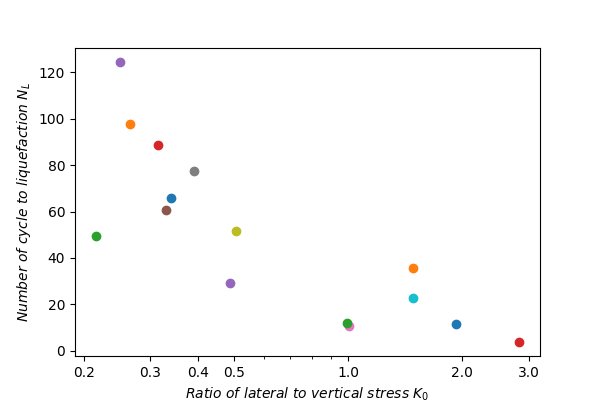 120
100
80
60
40
20
0
Number of cycle to liquefaction N_L
0.2 0.3 0.4 0.5 1.0 2.0 3.0
Ratio of lateral to vertical stress K_0